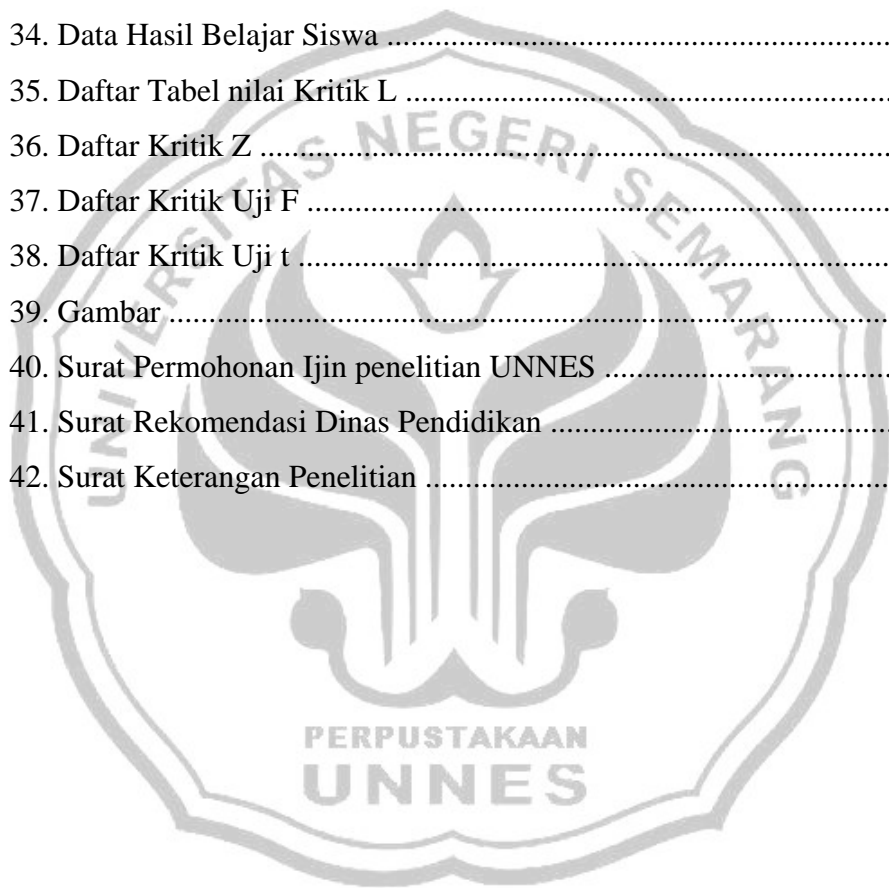 34. Data Hasil Belajar Siswa ................................................................................
35. Daftar Tabel nilai Kritik L ..............................................................................
36. Daftar Kritik Z ...................................................................................................
37. Daftar Kritik Uji F ............................................................................................
38. Daftar Kritik Uji t .............................................................................................
39. Gambar ................................................................................................................
40. Surat Permohonan Ijin penelitian UNNES .............................................
41. Surat Rekomendasi Dinas Pendidikan ......................................................
42. Surat Keterangan Penelitian .........................................................................
UNIVERSITAS NEGERI SEMARANG
PERPUSTAKAAN
UNNES